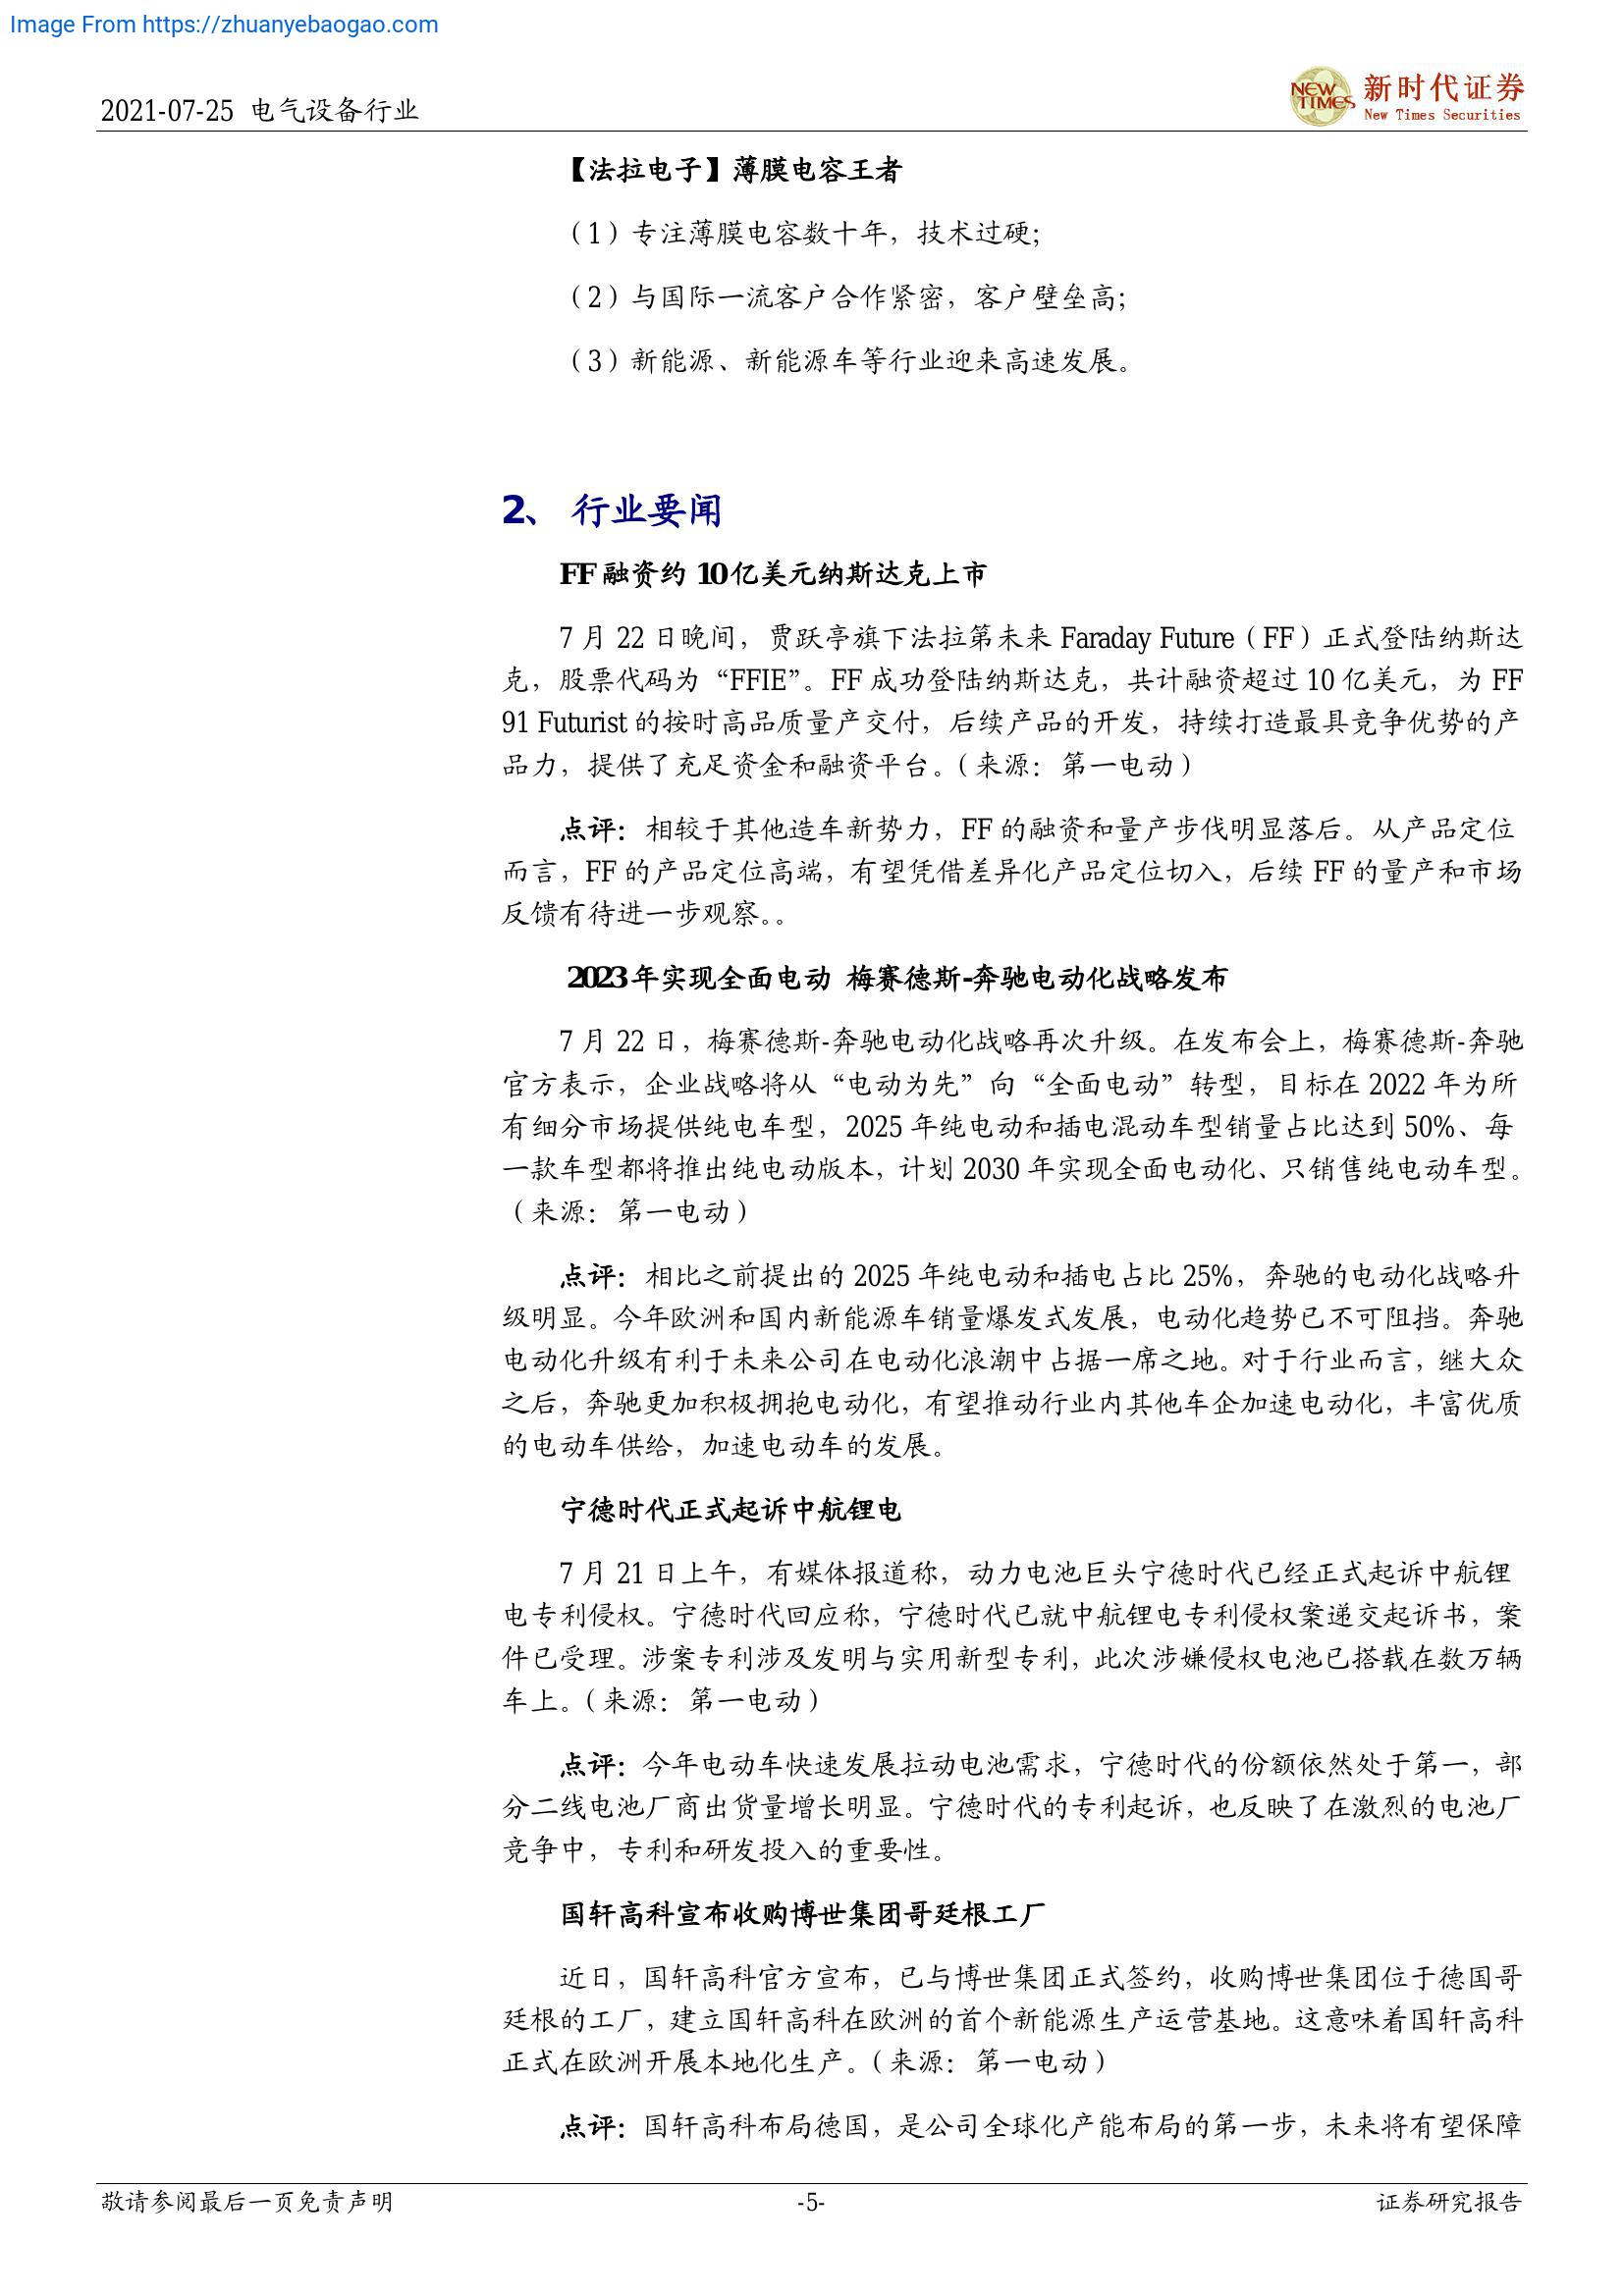 Image From https://zhuanyebaogao.com
2021-07-25 电气设备行业
NEW TIMES
新时代证券
New Times Securities
【法拉电子】薄膜电容王者
（1）专注薄膜电容数十年，技术过硬；
（2）与国际一流客户合作紧密，客户壁垒高；
（3）新能源、新能源车等行业迎来高速发展。
2、 行业要闻
FF 融资约 10 亿美元纳斯达克上市
7 月 22 日晚间，贾跃亭旗下法拉第未来 Faraday Future（FF）正式登陆纳斯达
克，股票代码为“FFIE”。FF 成功登陆纳斯达克，共计融资超过 10 亿美元，为 FF
91 Futurist 的按时高品质量产交付，后续产品的开发，持续打造最具竞争优势的产
品力，提供了充足资金和融资平台。（来源：第一电动）
点评：相较于其他造车新势力，FF 的融资和量产步伐明显落后。从产品定位
而言，FF 的产品定位高端，有望凭借差异化产品定位切入，后续 FF 的量产和市场
反馈有待进一步观察。。
2023 年实现全面电动 梅赛德斯-奔驰电动化战略发布
7 月 22 日，梅赛德斯-奔驰电动化战略再次升级。在发布会上，梅赛德斯-奔驰
官方表示，企业战略将从“电动为先”向“全面电动”转型，目标在 2022 年为所
有细分市场提供纯电车型，2025 年纯电动和插电混动车型销量占比达到 50%、每
一款车型都将推出纯电动版本，计划 2030 年实现全面电动化、只销售纯电动车型。
（来源：第一电动）
点评：相比之前提出的 2025 年纯电动和插电占比 25%，奔驰的电动化战略升
级明显。今年欧洲和国内新能源车销量爆发式发展，电动化趋势已不可阻挡。奔驰
电动化升级有利于未来公司在电动化浪潮中占据一席之地。对于行业而言，继大众
之后，奔驰更加积极拥抱电动化，有望推动行业内其他车企加速电动化，丰富优质
的电动车供给，加速电动车的发展。
宁德时代正式起诉中航锂电
7 月 21 日上午，有媒体报道称，动力电池巨头宁德时代已经正式起诉中航锂
电专利侵权。宁德时代回应称，宁德时代已就中航锂电专利侵权案递交起诉书，案
件已受理。涉案专利涉及发明与实用新型专利，此次涉嫌侵权电池已搭载在数万辆
车上。（来源：第一电动）
点评：今年电动车快速发展拉动电池需求，宁德时代的份额依然处于第一，部
分二线电池厂商出货量增长明显。宁德时代的专利起诉，也反映了在激烈的电池厂
竞争中，专利和研发投入的重要性。
国轩高科宣布收购博世集团哥廷根工厂
近日，国轩高科官方宣布，已与博世集团正式签约，收购博世集团位于德国哥
廷根的工厂，建立国轩高科在欧洲的首个新能源生产运营基地。这意味着国轩高科
正式在欧洲开展本地化生产。（来源：第一电动）
点评：国轩高科布局德国，是公司全球化产能布局的第一步，未来将有望保障
敬请参阅最后一页免责声明
-5-
证券研究报告